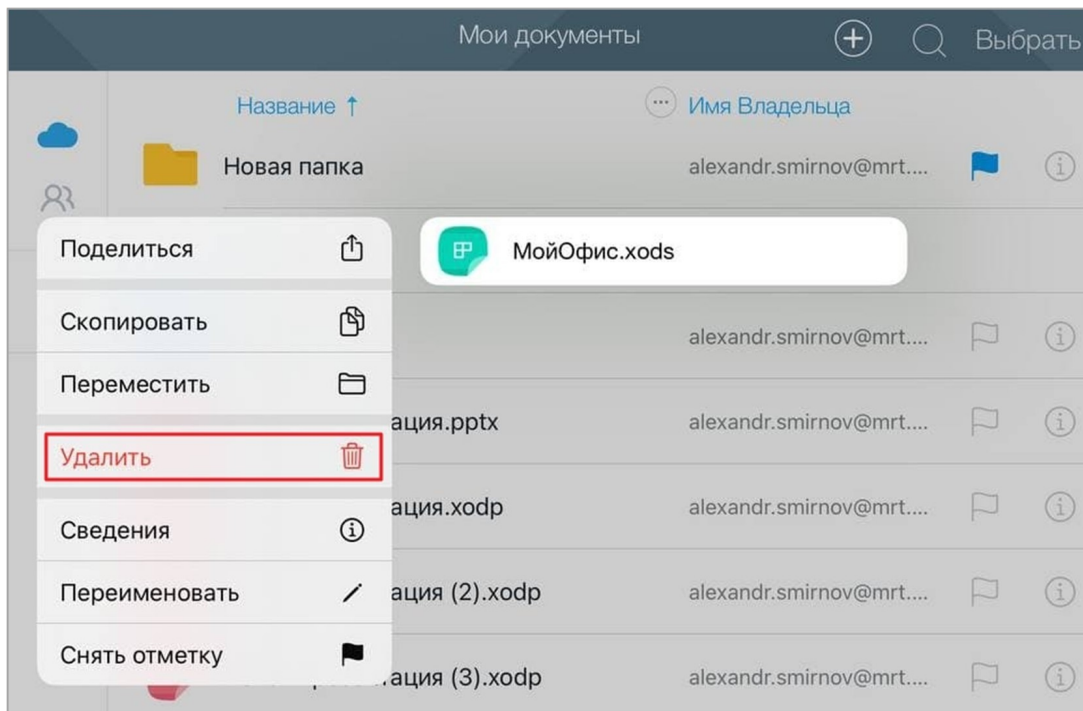 Мои документы Выбрать
Название ↑ Имя Владельца
Новая папка alexandr.smirnov@mrt....
Поделиться МойОфис.xods
Скопировать alexandr.smirnov@mrt....
Переместить
ация.pptx alexandr.smirnov@mrt....
Удалить
ация.xodp alexandr.smirnov@mrt....
Сведения
Переименовать ация (2).xodp alexandr.smirnov@mrt....
Снять отметку
ация (3).xodp alexandr.smirnov@mrt....